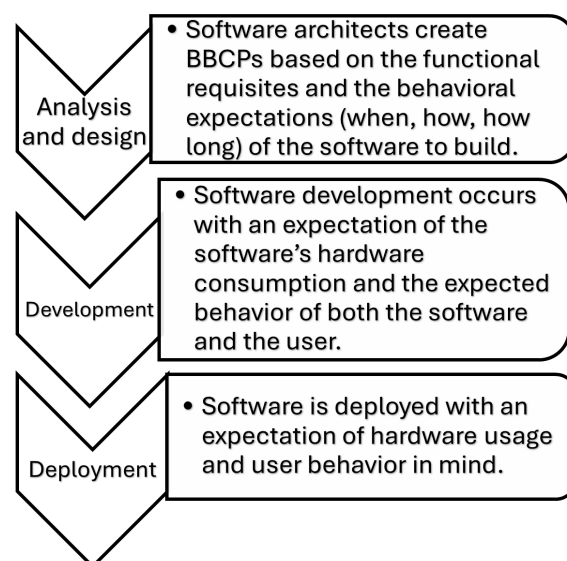 Analysis
and design
• Software architects create
BBCPs based on the functional
requisites and the behavioral
expectations (when, how, how
long) of the software to build.
Development
• Software development occurs
with an expectation of the
software’s hardware
consumption and the expected
behavior of both the software
and the user.
Deployment
• Software is deployed with an
expectation of hardware usage
and user behavior in mind.